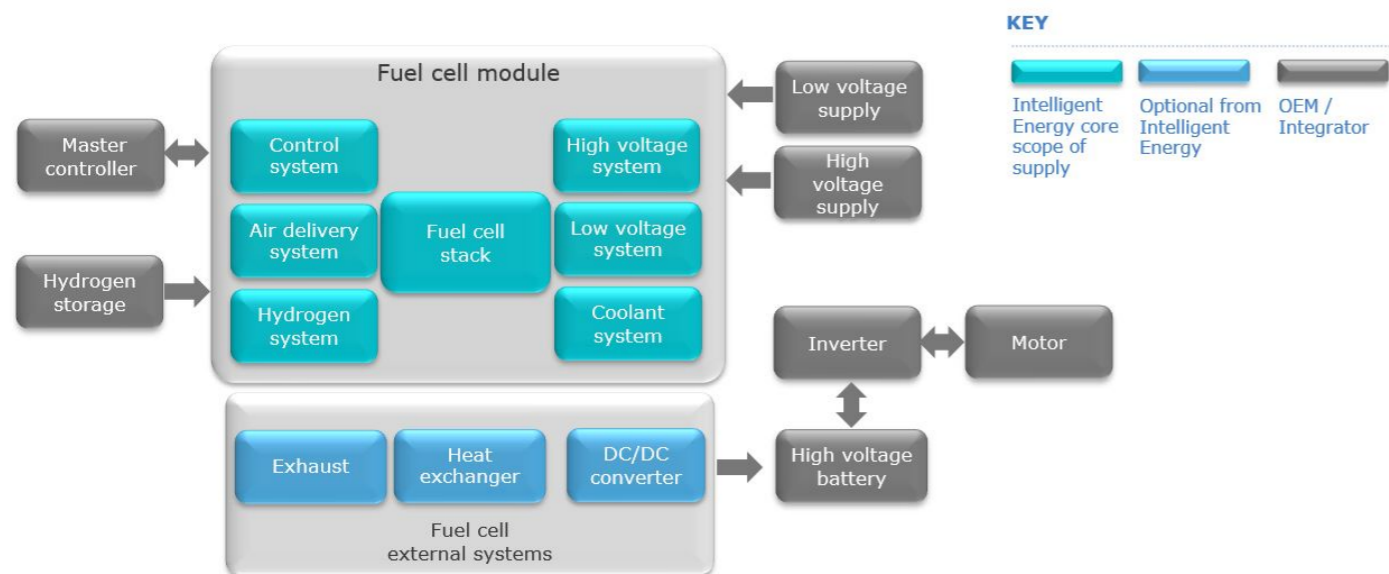 KEY
Intelligent
Energy core
scope of
supply
Optional from
Intelligent
Energy
OEM /
Integrator
Fuel cell module
Master
controller
Hydrogen
storage
Control
system
Air delivery
system
Hydrogen
system
Fuel cell
stack
High voltage
system
Low voltage
system
Coolant
system
Low voltage
supply
High
voltage
supply
Inverter
Motor
High voltage
battery
Exhaust
Heat
exchanger
DC/DC
converter
Fuel cell
external systems